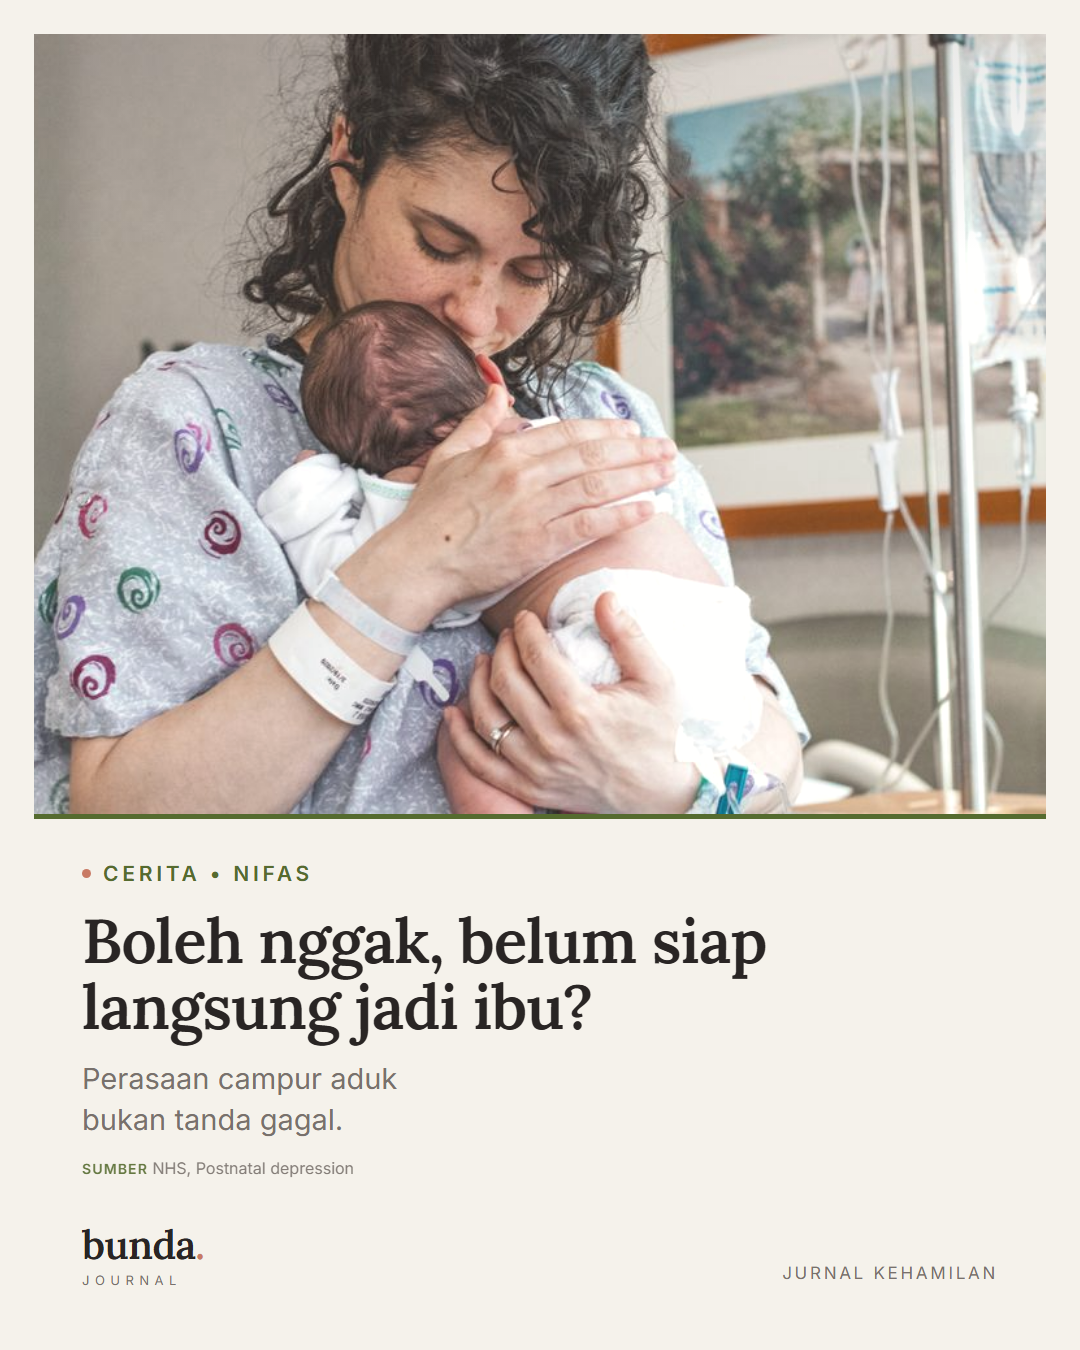 CERITA • NIFAS
Boleh nggak, belum siap
langsung jadi ibu?
Perasaan campur aduk
bukan tanda gagal.
SUMBER NHS, Postnatal depression
bunda.
JOURNAL
JURNAL KEHAMILAN